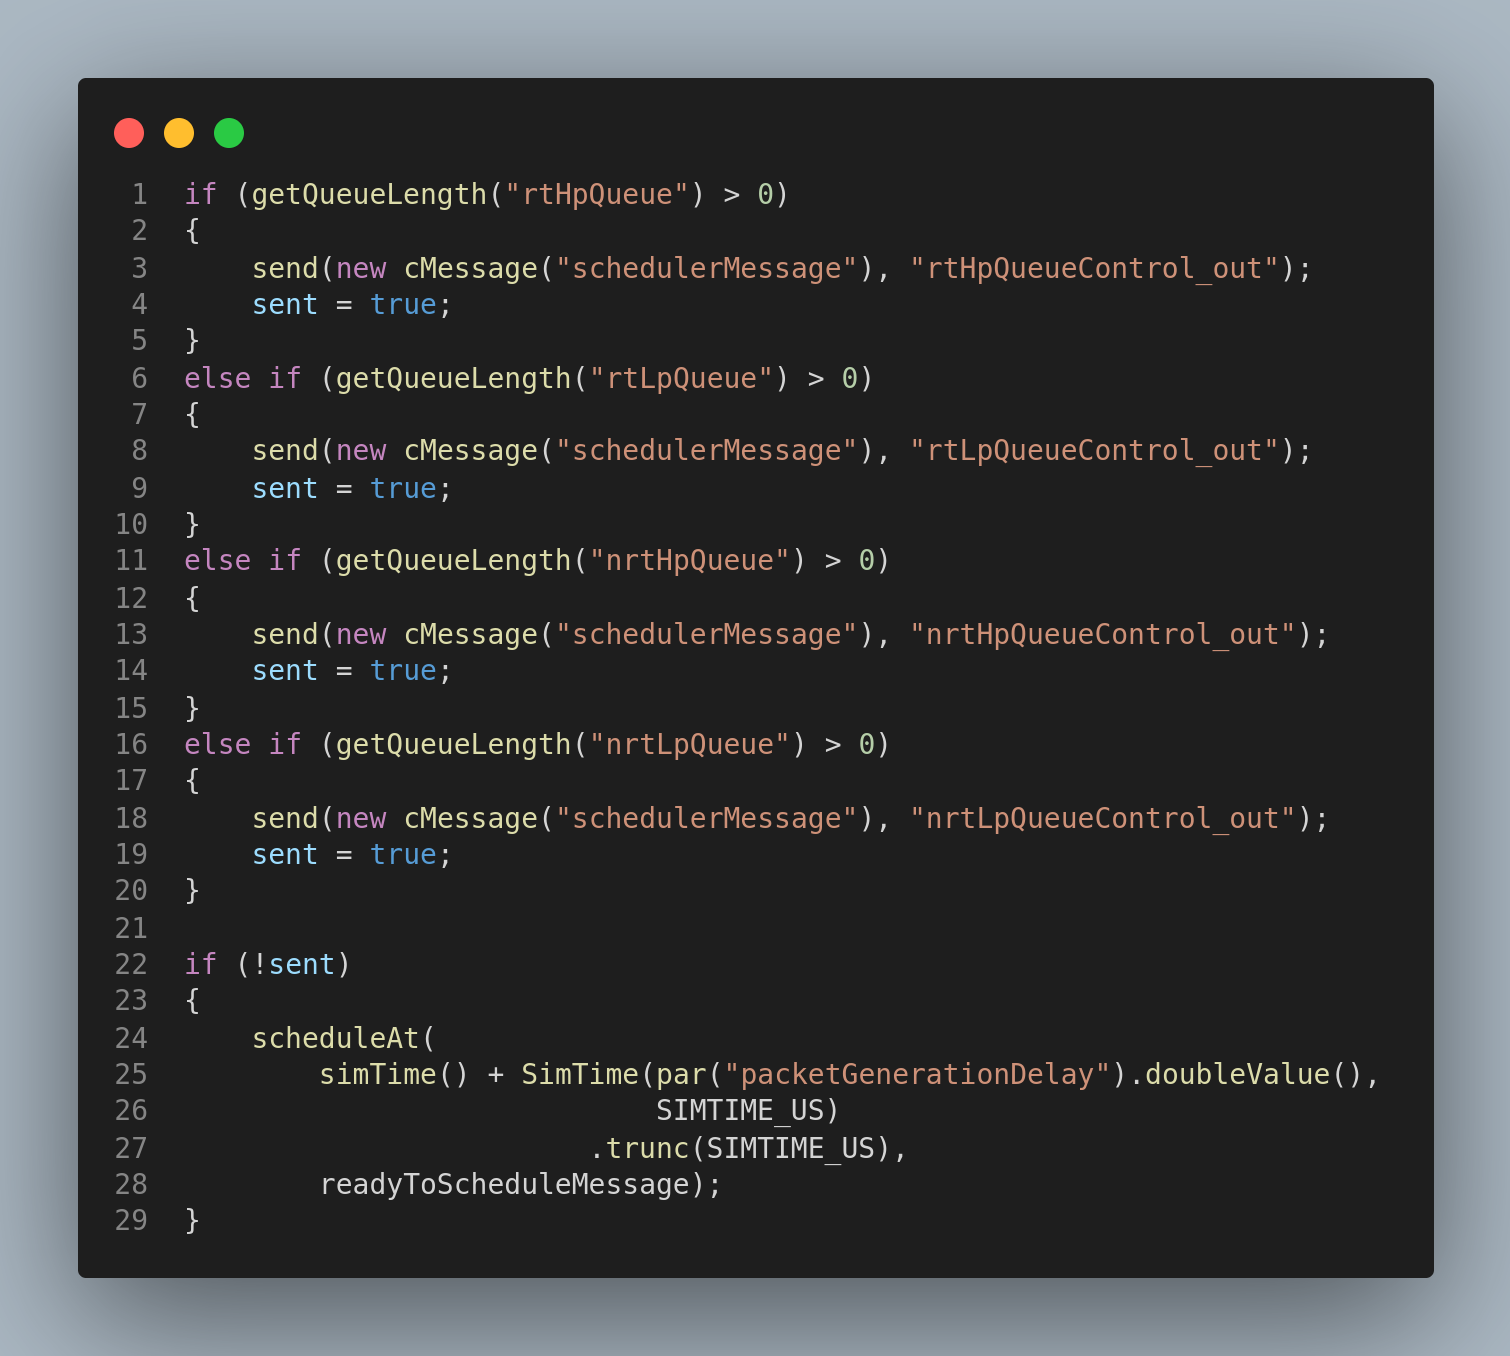 1 if (getQueueLength("rtHpQueue") > 0)
2 {
3     send(new cMessage("schedulerMessage"), "rtHpQueueControl_out");
4     sent = true;
5 }
6 else if (getQueueLength("rtLpQueue") > 0)
7 {
8     send(new cMessage("schedulerMessage"), "rtLpQueueControl_out");
9     sent = true;
10 }
11 else if (getQueueLength("nrtHpQueue") > 0)
12 {
13     send(new cMessage("schedulerMessage"), "nrtHpQueueControl_out");
14     sent = true;
15 }
16 else if (getQueueLength("nrtLpQueue") > 0)
17 {
18     send(new cMessage("schedulerMessage"), "nrtLpQueueControl_out");
19     sent = true;
20 }
21
22 if (!sent)
23 {
24     scheduleAt(
25         simTime() + SimTime(par("packetGenerationDelay").doubleValue(),
26                             SIMTIME_US)
27                         .trunc(SIMTIME_US),
28         readyToScheduleMessage);
29 }